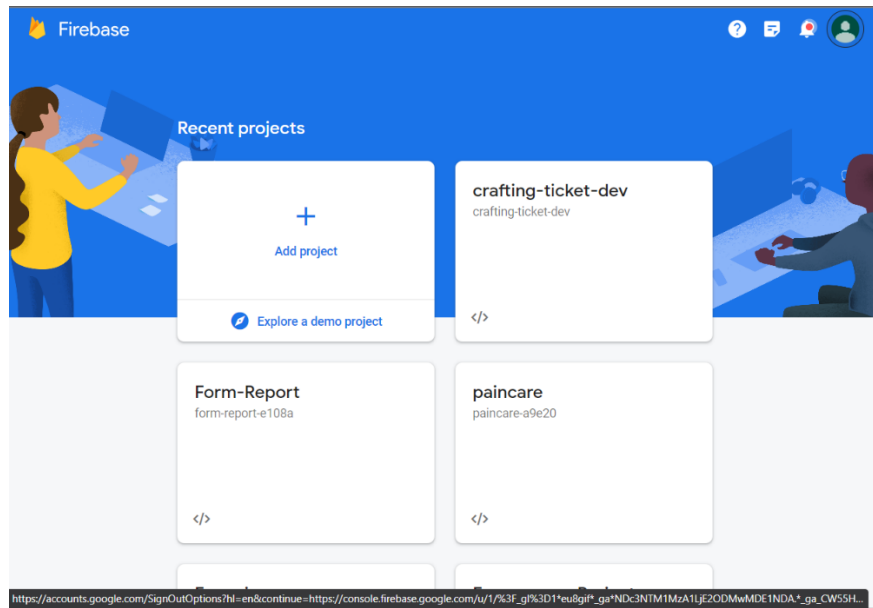 Firebase
Recent projects
Add project
Explore a demo project
crafting-ticket-dev
crafting-ticket-dev
</>
Form-Report
form-report-e108a
</>
paincare
paincare-a9e20
</>
https://accounts.google.com/SignOutOptions?hl=en&continue=https://console.firebase.google.com/u/1/%3F_gl%3D1*eu8gif*_ga*NDc3NTM1MzA1LjE2ODMwMDE1NDA.*_ga_CW55H...